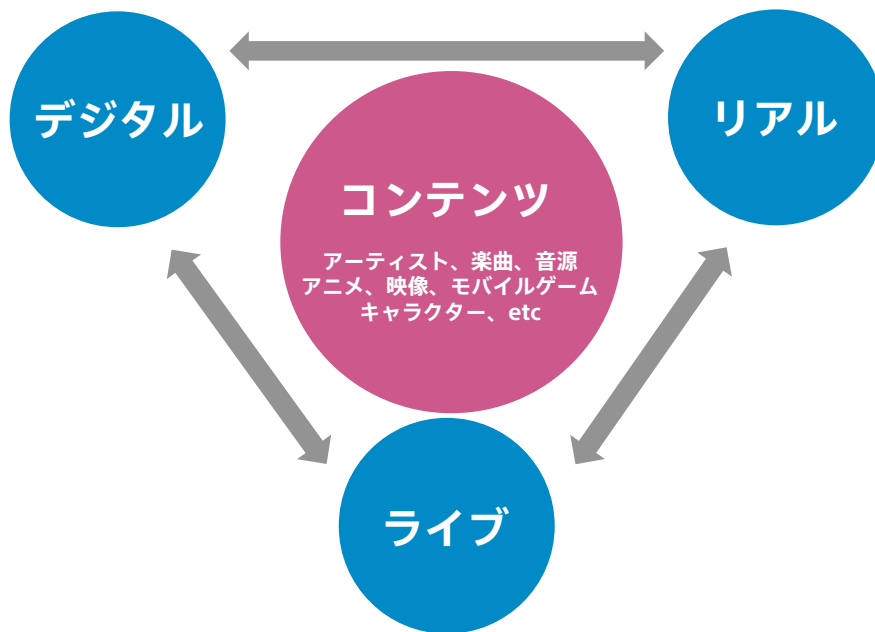 デジタル
リアル
コンテンツ
アーティスト、楽曲、音源
アニメ、映像、モバイルゲーム
キャラクター、etc
ライブ